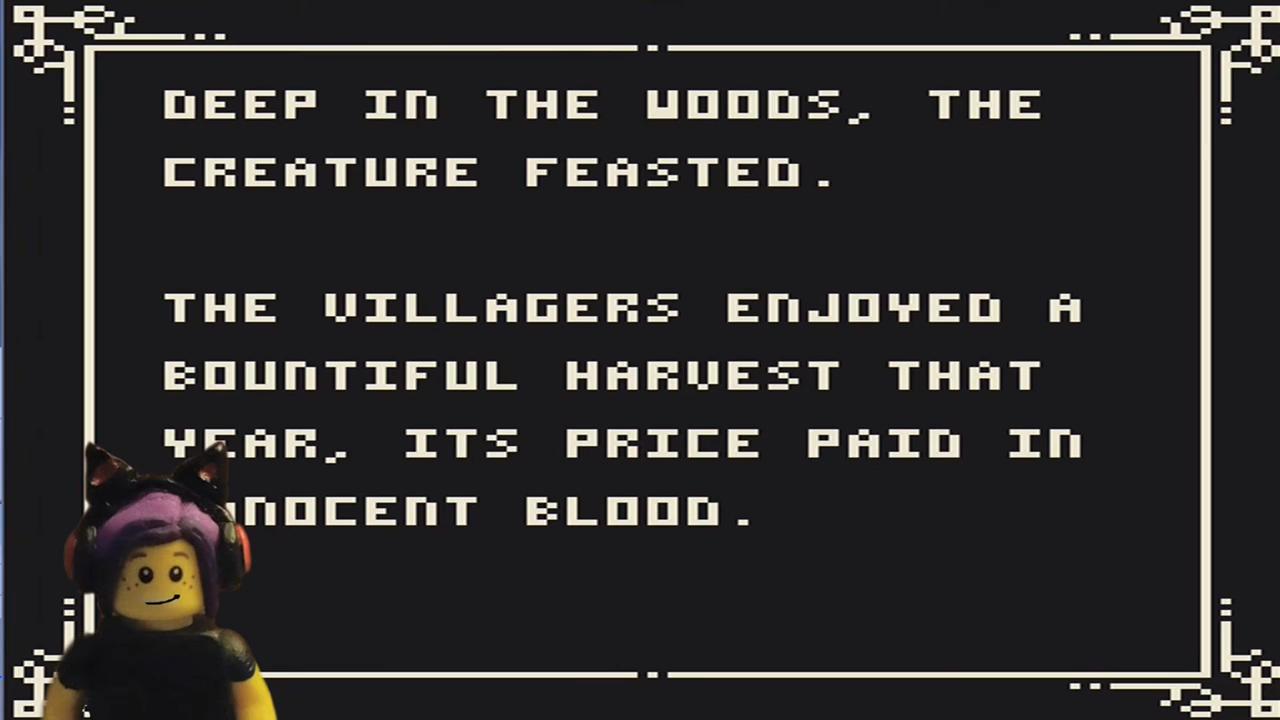 DEEP IN THE WOODS, THE
CREATURE FEASTED.
THE VILLAGERS ENJOYED A
BOUNTIFUL HARVEST THAT
YEAR, ITS PRICE PAID IN
INNOCENT BLOOD.